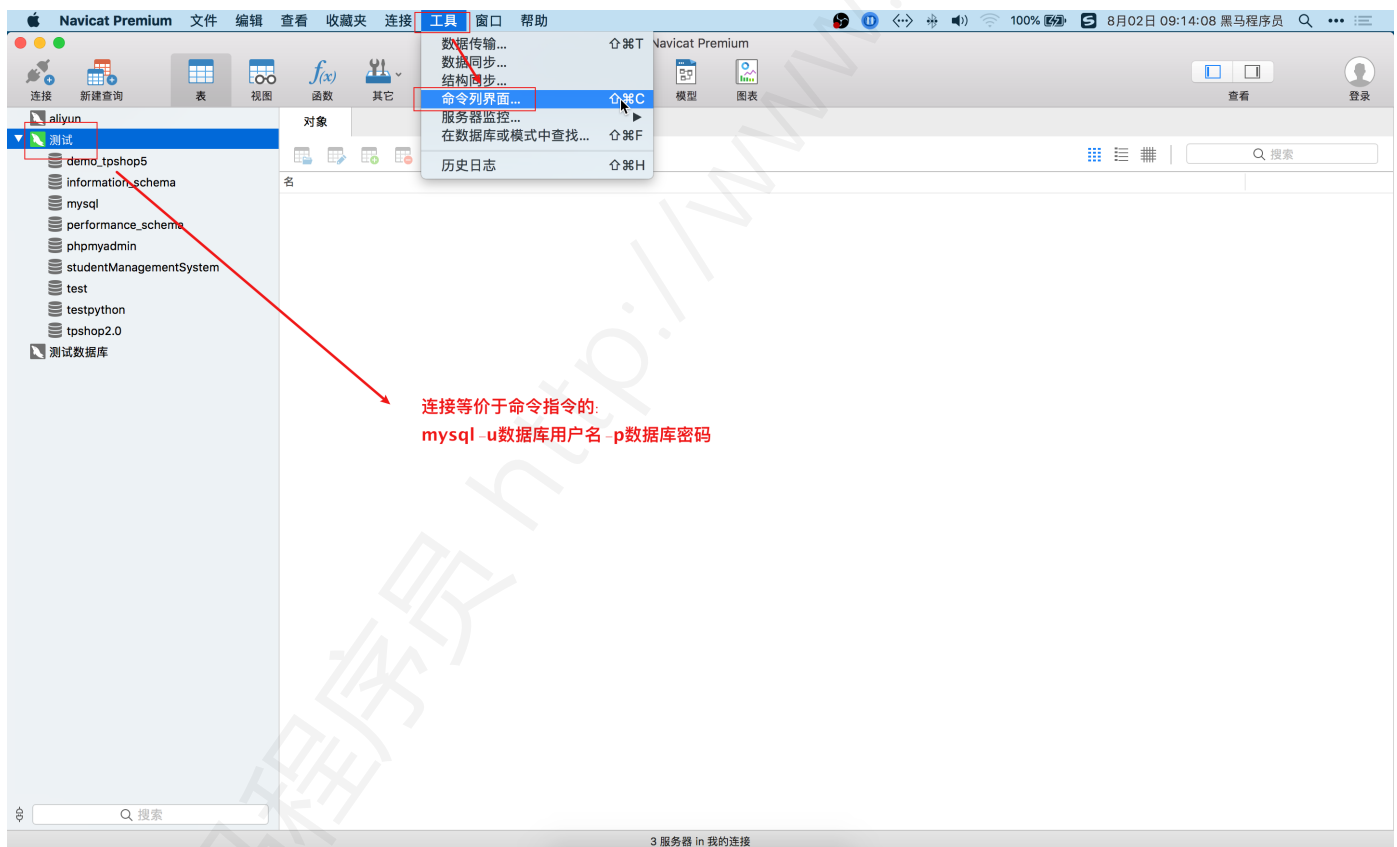 Navicat Premium 文件 编辑 查看 收藏夹 连接 工具 窗口 帮助 100% 8月02日 09:14:08 黑马程序员
Navicat Premium
连接 新建查询 表 视图 函数 其它 模型 图表 查看 登录
数据传输... ⇧⌘T
数据同步...
结构同步...
命令列界面... ⇧⌘C
服务器监控... ▶
在数据库或模式中查找... ⇧⌘F
历史日志 ⇧⌘H
aliyun
测试
demo_tpshop5
information_schema
mysql
performance_schema
phpmyadmin
studentManagementSystem
test
testpython
tpshop2.0
测试数据库
对象
搜索
名
连接等价于命令指令的:
mysql –u数据库用户名 –p数据库密码
搜索
3 服务器 in 我的连接
程序员 http://www